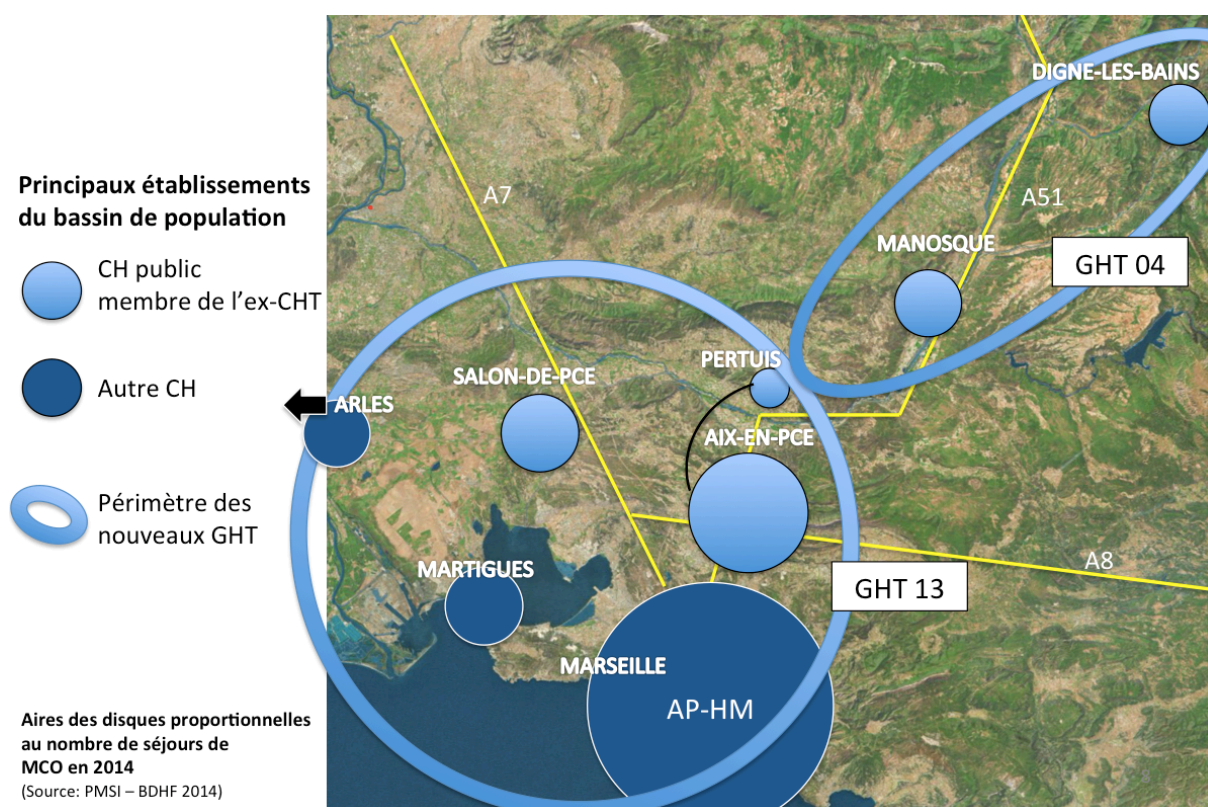 Principaux établissements
du bassin de population
CH public
membre de l’ex-CHT
Autre CH
Périmètre des
nouveaux GHT
Aires des disques proportionnelles
au nombre de séjours de
MCO en 2014
(Source: PMSI – BDHF 2014)
DIGNE-LES-BAINS
A7
A51
MANOSQUE
GHT 04
PERTUIS
SALON-DE-PCE
ARLES
AIX-EN-PCE
MARTIGUES
A8
GHT 13
MARSEILLE
AP-HM